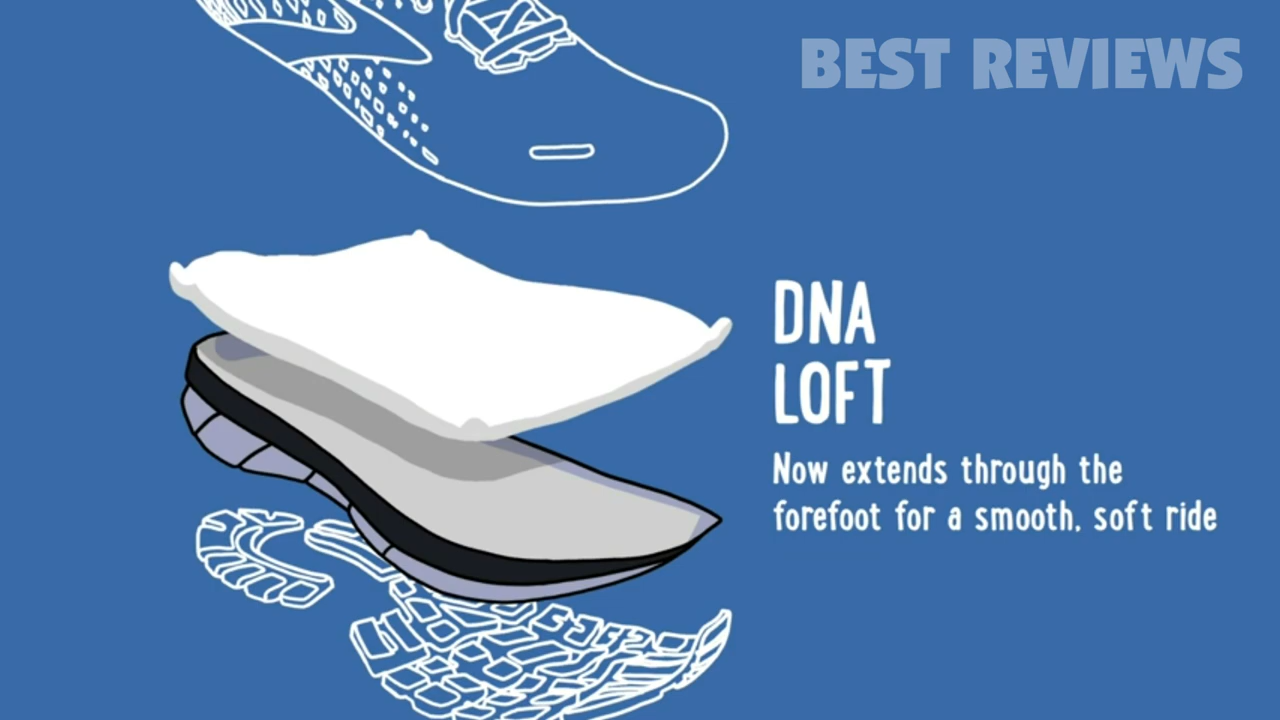 BEST REVIEWS
DNA
LOFT
Now extends through the
forefoot for a smooth, soft ride